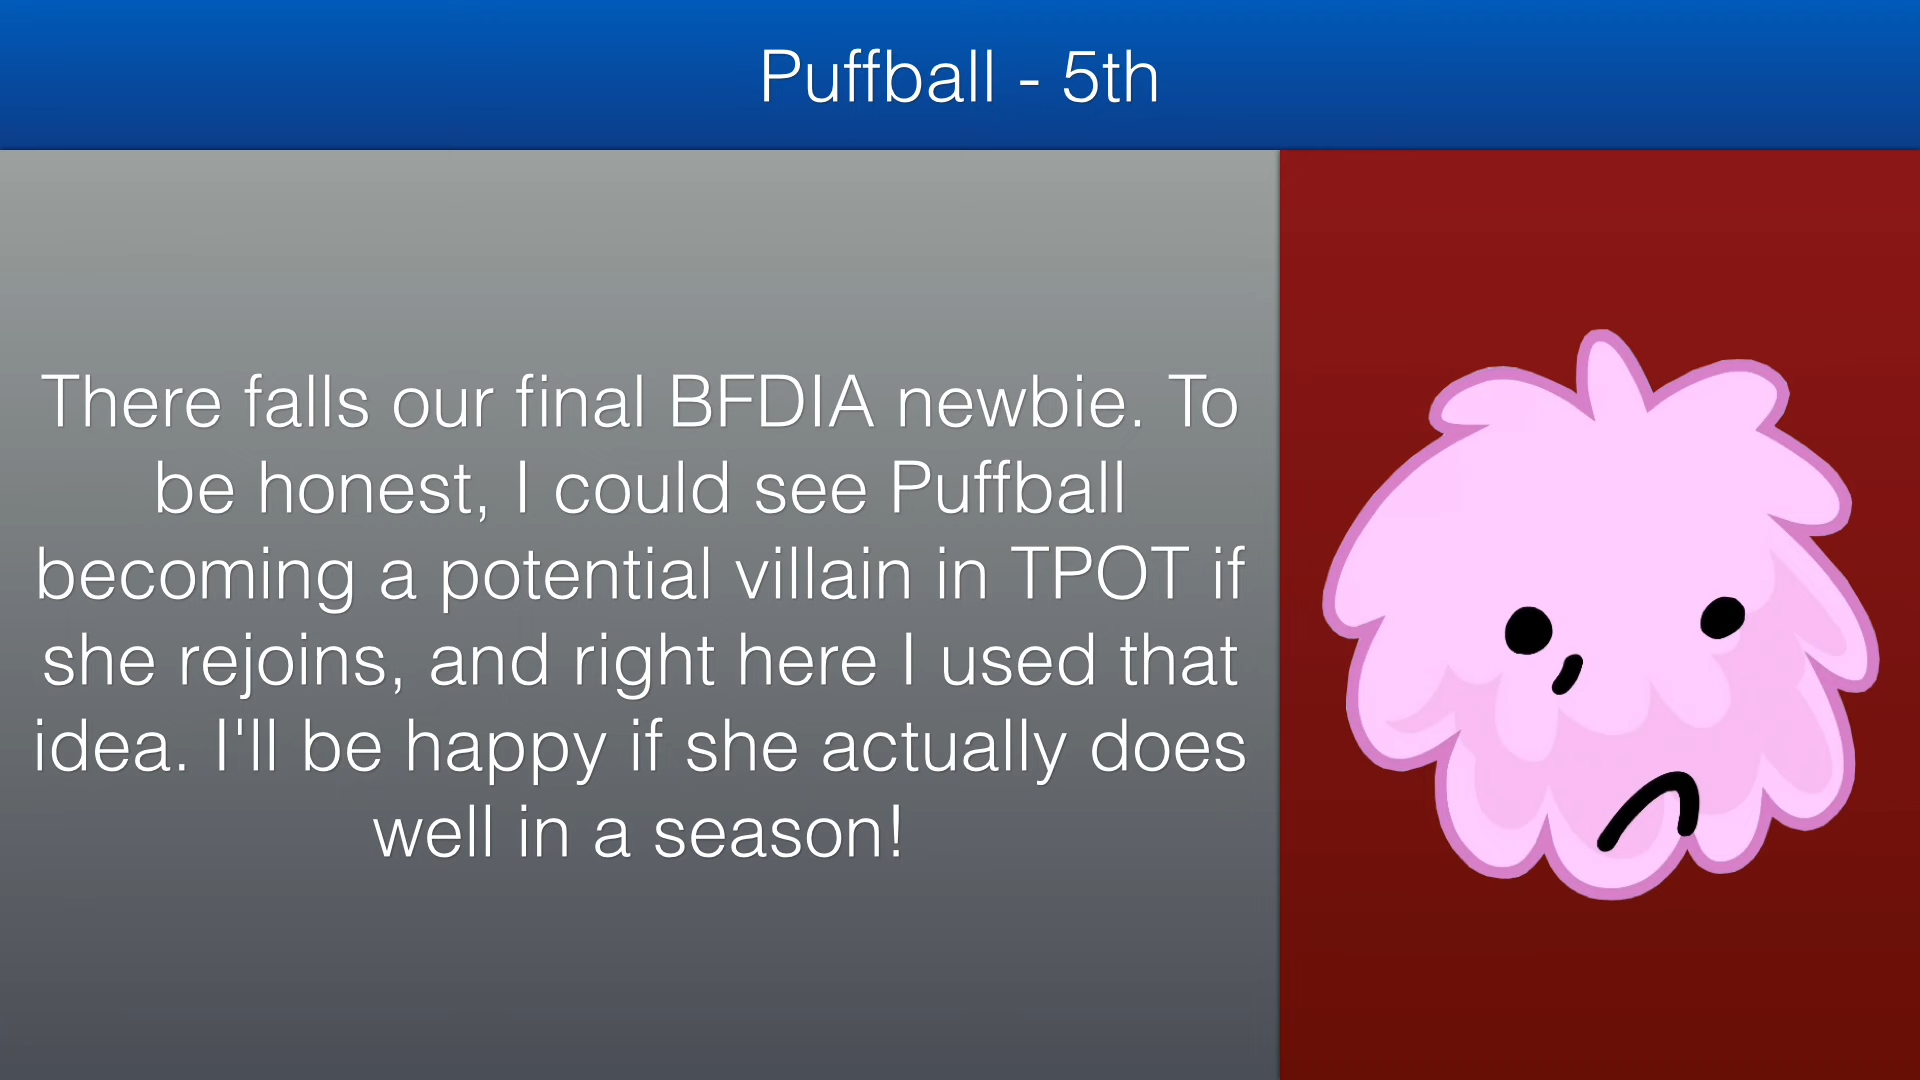 Puffball - 5th
There falls our final BFDIA newbie. To
be honest, I could see Puffball
becoming a potential villain in TPOT if
she rejoins, and right here I used that
idea. I'll be happy if she actually does
well in a season!